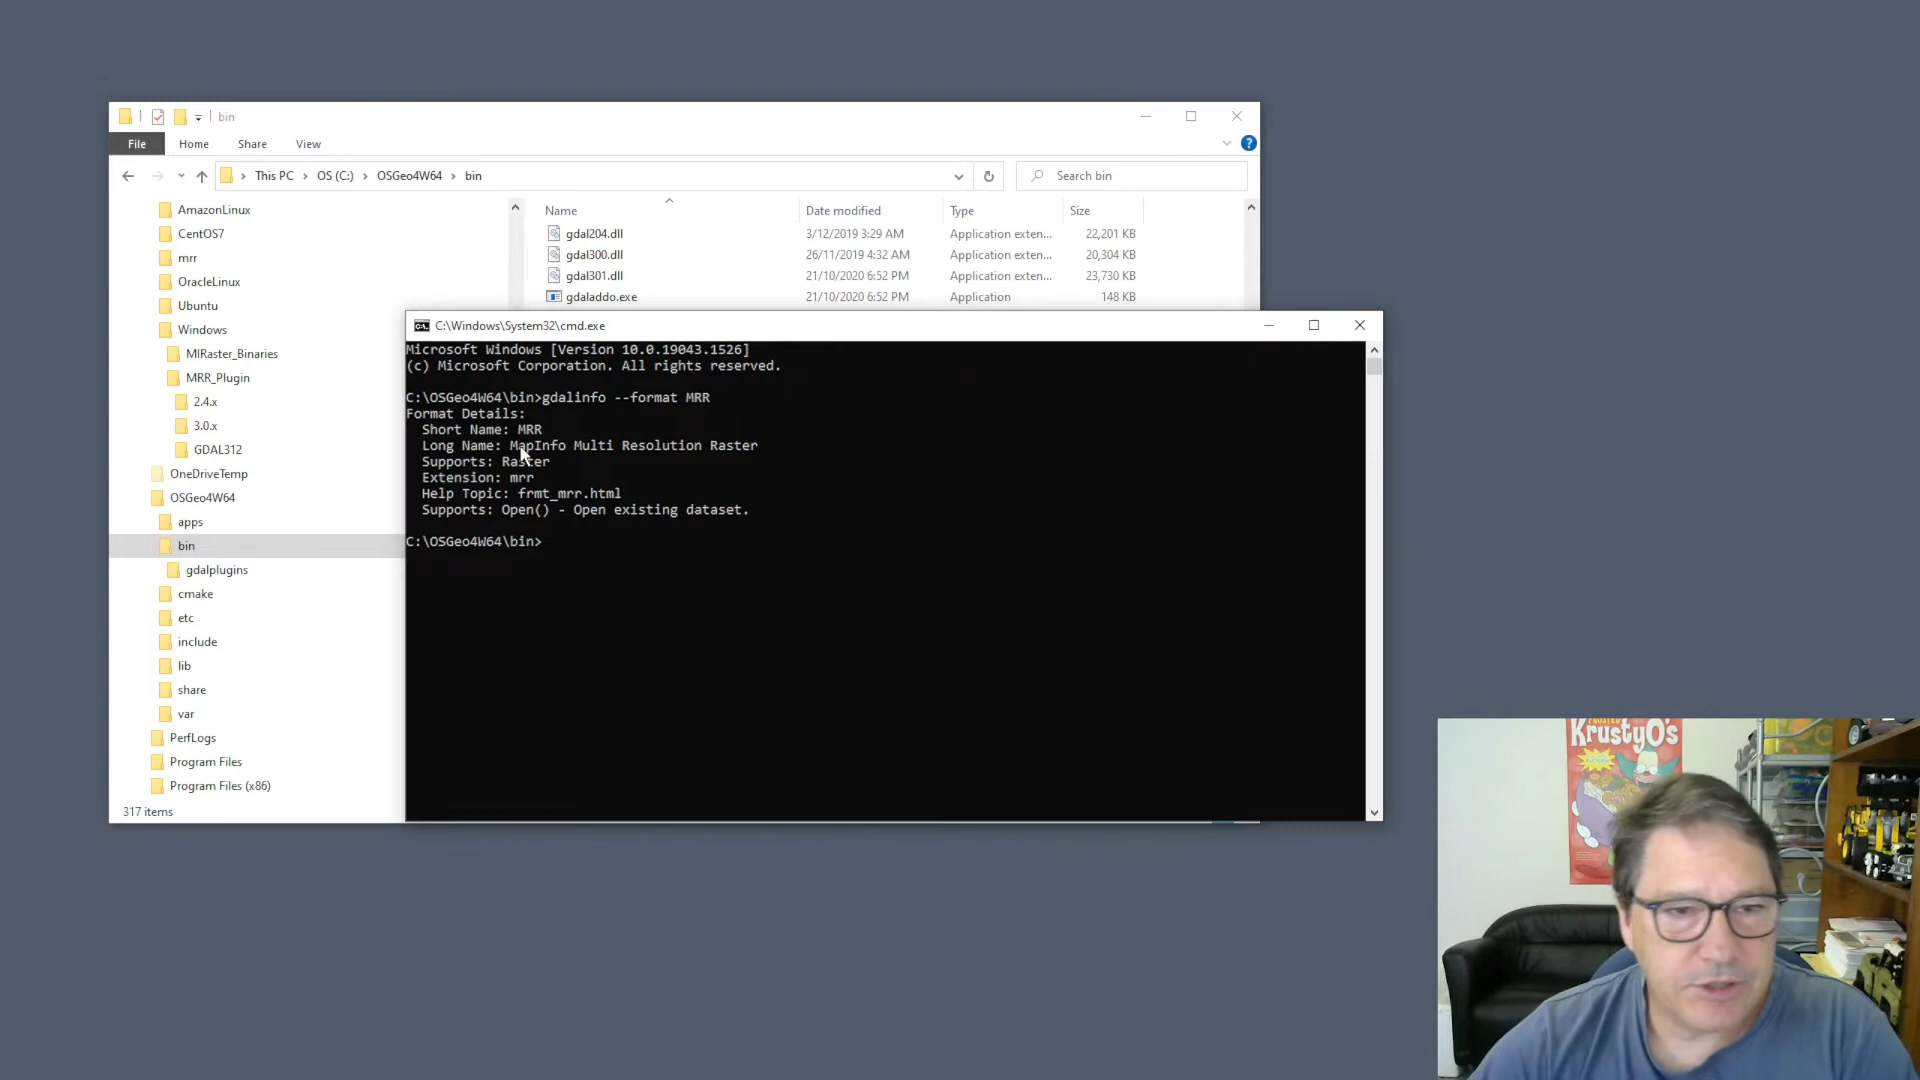 bin
File Home Share View
This PC > OS (C:) > OSGeo4W64 > bin
Search bin
AmazonLinux
CentOS7
mrr
OracleLinux
Ubuntu
Windows
MIRaster_Binaries
MRR_Plugin
2.4.x
3.0.x
GDAL312
OneDriveTemp
OSGeo4W64
apps
bin
gdalplugins
cmake
etc
include
lib
share
var
PerfLogs
Program Files
Program Files (x86)
317 items
Name Date modified Type Size
gdal204.dll 3/12/2019 3:29 AM Application exten... 22,201 KB
gdal300.dll 26/11/2019 4:32 AM Application exten... 20,304 KB
gdal301.dll 21/10/2020 6:52 PM Application exten... 23,730 KB
gdaladdo.exe 21/10/2020 6:52 PM Application 148 KB
C:\Windows\System32\cmd.exe
Microsoft Windows [Version 10.0.19043.1526]
(c) Microsoft Corporation. All rights reserved.
C:\OSGeo4W64\bin>gdalinfo --format MRR
Format Details:
Short Name: MRR
Long Name: MapInfo Multi Resolution Raster
Supports: Raster
Extension: mrr
Help Topic: frmt_mrr.html
Supports: Open() - Open existing dataset.
C:\OSGeo4W64\bin>
FROSTED
KrustyO's